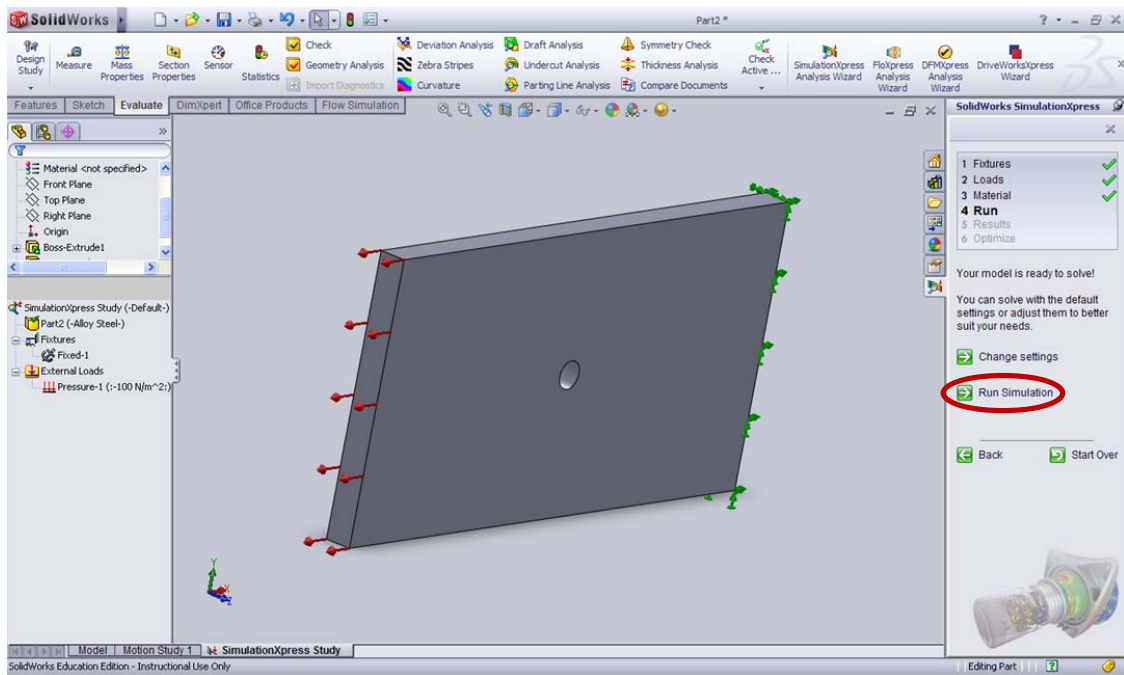 SolidWorks
Part2 *
Design Study
Measure
Mass Properties
Section Properties
Sensor
Statistics
Check
Geometry Analysis
Import Diagnostics
Deviation Analysis
Zebra Stripes
Curvature
Draft Analysis
Undercut Analysis
Parting Line Analysis
Symmetry Check
Thickness Analysis
Compare Documents
Check Active ...
SimulationXpress Analysis Wizard
FloXpress Analysis Wizard
DFMXpress Analysis Wizard
DriveWorksXpress Wizard
Features Sketch Evaluate DimXpert Office Products Flow Simulation
SolidWorks SimulationXpress
Material <not specified>
Front Plane
Top Plane
Right Plane
Origin
Boss-Extrude1
SimulationXpress Study (-Default-)
Part2 (-Alloy Steel-)
Fixtures
Fixed-1
External Loads
Pressure-1 (:-100 N/m^2:)
Y
X
Z
1 Fixtures
2 Loads
3 Material
4 Run
5 Results
6 Optimize
Your model is ready to solve!
You can solve with the default
settings or adjust them to better
suit your needs.
Change settings
Run Simulation
Back Start Over
Model Motion Study 1 SimulationXpress Study
SolidWorks Education Edition - Instructional Use Only
Editing Part